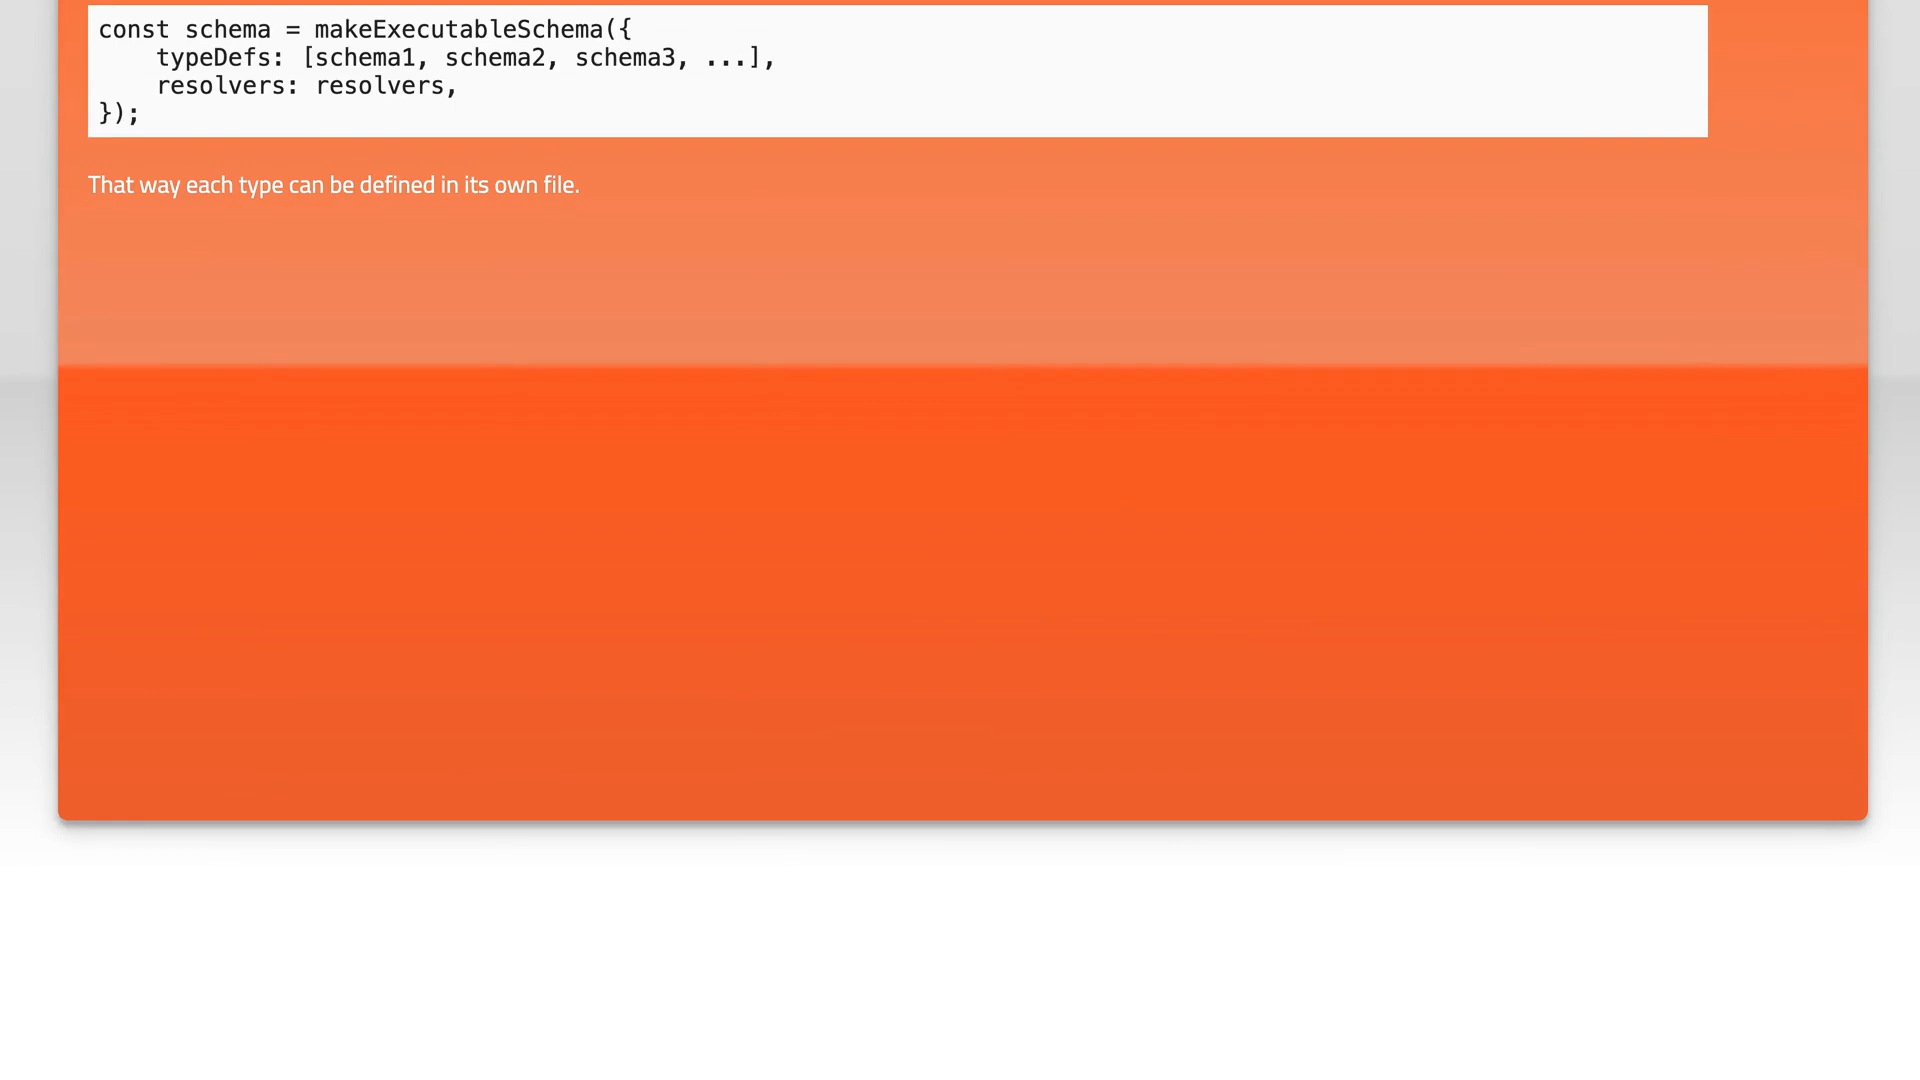 const schema = makeExecutableSchema({
    typeDefs: [schema1, schema2, schema3, ...],
    resolvers: resolvers,
});
That way each type can be defined in its own file.